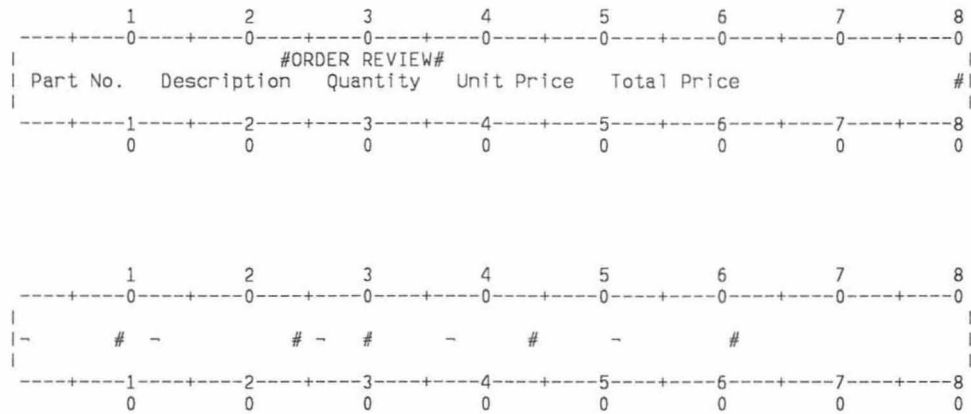 1         2         3         4         5         6         7         8
----+----0----+----0----+----0----+----0----+----0----+----0----+----0----+----0
|                      #ORDER REVIEW#                                          |
| Part No.   Description   Quantity   Unit Price   Total Price                  #|
|                                                                              |
----+----1----+----2----+----3----+----4----+----5----+----6----+----7----+----8
         0         0         0         0         0         0         0         0
         1         2         3         4         5         6         7         8
----+----0----+----0----+----0----+----0----+----0----+----0----+----0----+----0
|                                                                              |
|¬       #  ¬           # ¬   #      ¬      #      ¬         #                  |
|                                                                              |
----+----1----+----2----+----3----+----4----+----5----+----6----+----7----+----8
         0         0         0         0         0         0         0         0